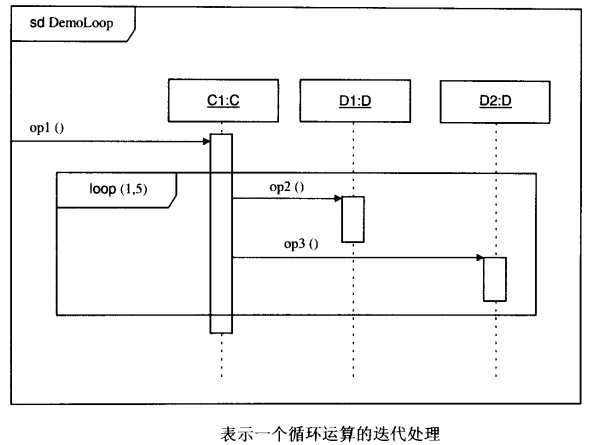 sd DemoLoop
C1:C
D1:D
D2:D
op1 ()
loop (1,5)
op2 ()
op3 ()
表示一个循环运算的迭代处理